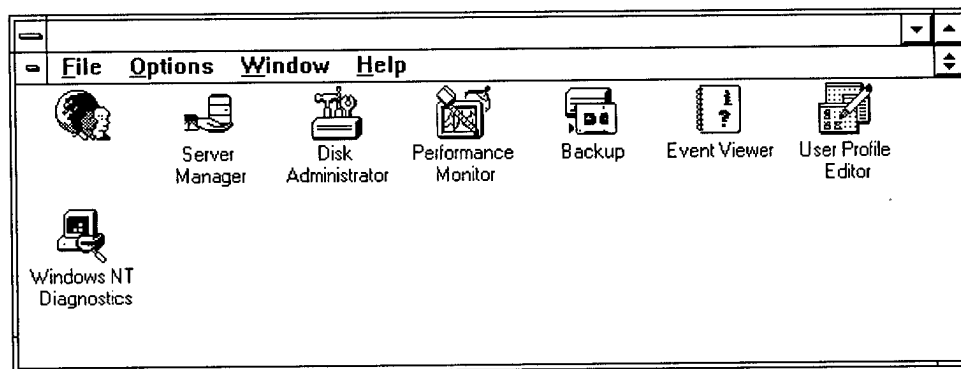 File Options Window Help
Server
Manager
Disk
Administrator
Performance
Monitor
Backup
Event Viewer
User Profile
Editor
Windows NT
Diagnostics